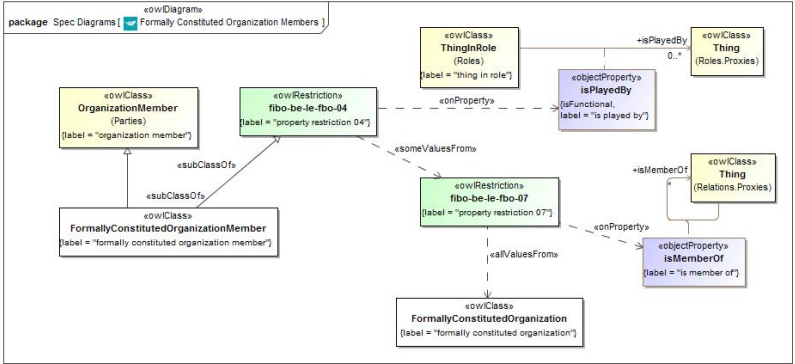 «owlDiagram»
package Spec Diagrams [ Formally Constituted Organization Members ]
«owlClass»
ThingInRole
(Roles)
{label = "thing in role"}
+isPlayedBy
0..*
«owlClass»
Thing
(Roles.Proxies)
«objectProperty»
isPlayedBy
{isFunctional,
label = "is played by"}
«owlClass»
OrganizationMember
(Parties)
{label = "organization member"}
«owlRestriction»
fibo-be-le-fbo-04
{label = "property restriction 04"}
«onProperty»
«subClassOf»
«someValuesFrom»
«subClassOf»
«owlClass»
FormallyConstitutedOrganizationMember
{label = "formally constituted organization member"}
«owlRestriction»
fibo-be-le-fbo-07
{label = "property restriction 07"}
+isMemberOf
*
«owlClass»
Thing
(Relations.Proxies)
«onProperty»
«objectProperty»
isMemberOf
{label = "is member of"}
«allValuesFrom»
«owlClass»
FormallyConstitutedOrganization
{label = "formally constituted organization"}